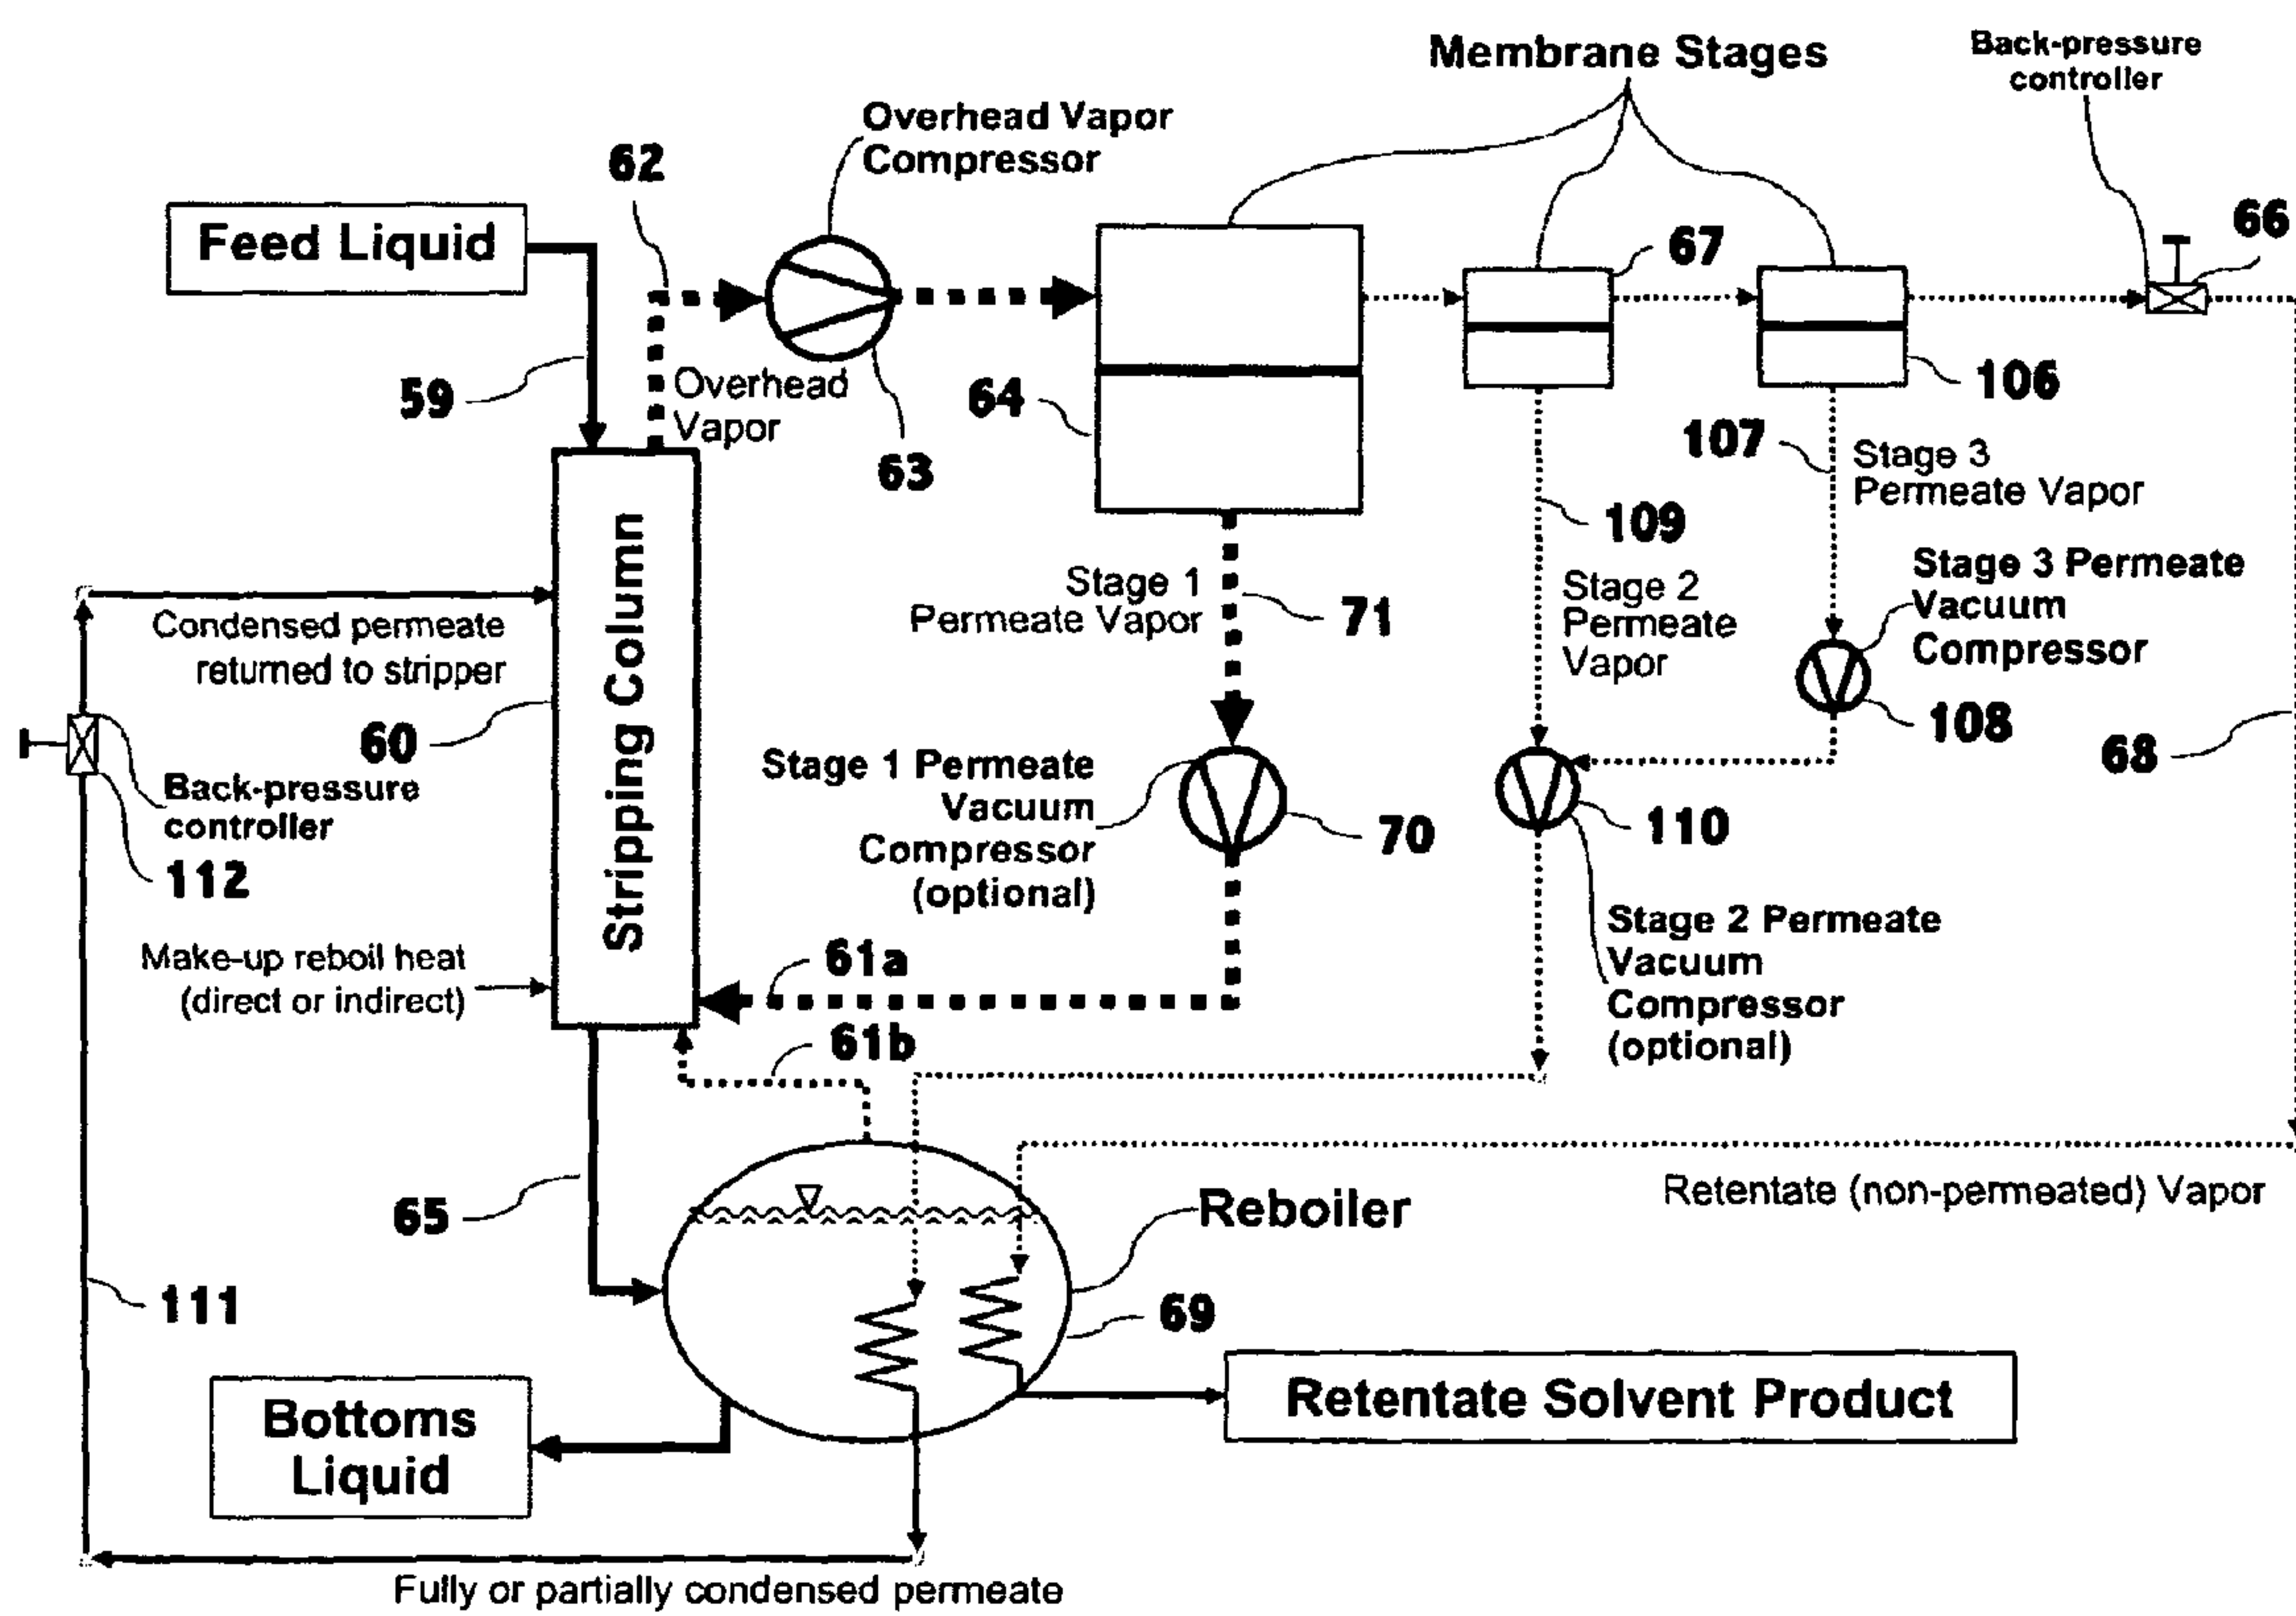 Membrane Stages
Back-pressure
controller
Overhead Vapor
Compressor
62
66
Feed Liquid
67
59
Overhead
Vapor
64
106
63
107
Stage 3
Permeate Vapor
109
Stage 1
Permeate Vapor
71
Stage 2
Permeate
Vapor
Stage 3 Permeate
Vacuum
Compressor
108
Condensed permeate
returned to stripper
60
Stripping Column
68
Back-pressure
controller
112
Stage 1 Permeate
Vacuum
Compressor
(optional)
70
110
Stage 2 Permeate
Vacuum
Compressor
(optional)
Make-up reboil heat
(direct or indirect)
61a
61b
65
Reboiler
Retentate (non-permeated) Vapor
111
69
Bottoms
Liquid
Retentate Solvent Product
Fully or partially condensed permeate